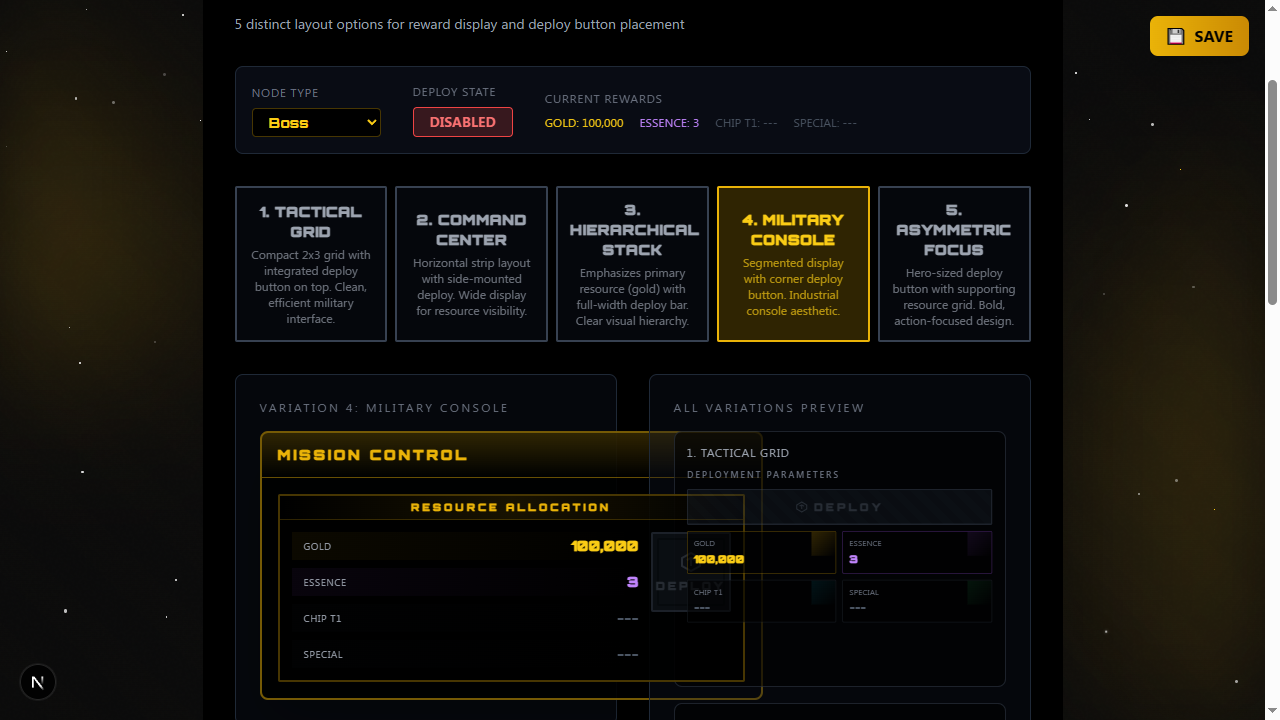 5 distinct layout options for reward display and deploy button placement
SAVE
NODE TYPE
Boss
DEPLOY STATE
DISABLED
CURRENT REWARDS
GOLD: 100,000 ESSENCE: 3 CHIP T1: --- SPECIAL: ---
1. TACTICAL
GRID
Compact 2x3 grid with
integrated deploy
button on top. Clean,
efficient military
interface.
2. COMMAND
CENTER
Horizontal strip layout
with side-mounted
deploy. Wide display
for resource visibility.
3.
HIERARCHICAL
STACK
Emphasizes primary
resource (gold) with
full-width deploy bar.
Clear visual hierarchy.
4. MILITARY
CONSOLE
Segmented display
with corner deploy
button. Industrial
console aesthetic.
5.
ASYMMETRIC
FOCUS
Hero-sized deploy
button with supporting
resource grid. Bold,
action-focused design.
VARIATION 4: MILITARY CONSOLE
MISSION CONTROL
RESOURCE ALLOCATION
GOLD 100,000
ESSENCE 3
CHIP T1 ---
SPECIAL ---
DEPLOY
ALL VARIATIONS PREVIEW
1. TACTICAL GRID
DEPLOYMENT PARAMETERS
DEPLOY
GOLD
100,000
ESSENCE
3
CHIP T1
---
SPECIAL
---
N